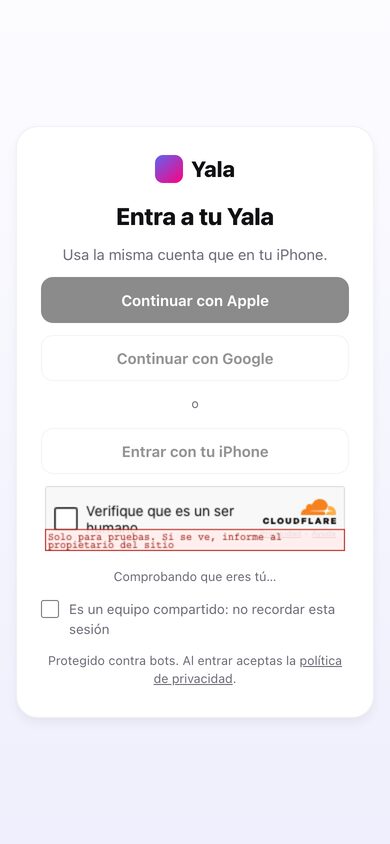 Yala
Entra a tu Yala
Usa la misma cuenta que en tu iPhone.
Continuar con Apple
Continuar con Google
o
Entrar con tu iPhone
Verifique que es un ser
humano
CLOUDFLARE
Solo para pruebas. Si se ve, informe al
propietario del sitio
Comprobando que eres tú...
Es un equipo compartido: no recordar esta
sesión
Protegido contra bots. Al entrar aceptas la política
de privacidad.